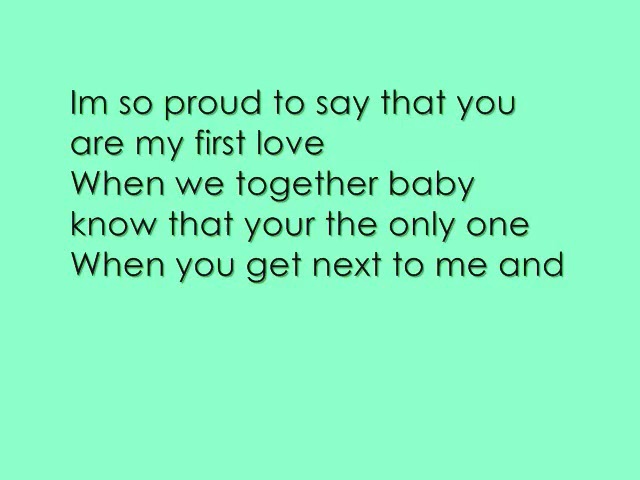 Im so proud to say that you
are my first love
When we together baby
know that your the only one
When you get next to me and